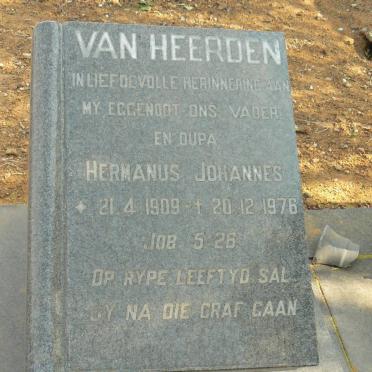 VAN HEERDEN
IN LIEFDEVOLLE HERINNERING AAN
MY EGGENOOT ONS VADER
EN OUPA
HERMANUS JOHANNES
* 21.4.1909 - † 20.12.1976
JOB 5:26
OP RYPE LEEFTYD SAL
GY NA DIE GRAF GAAN